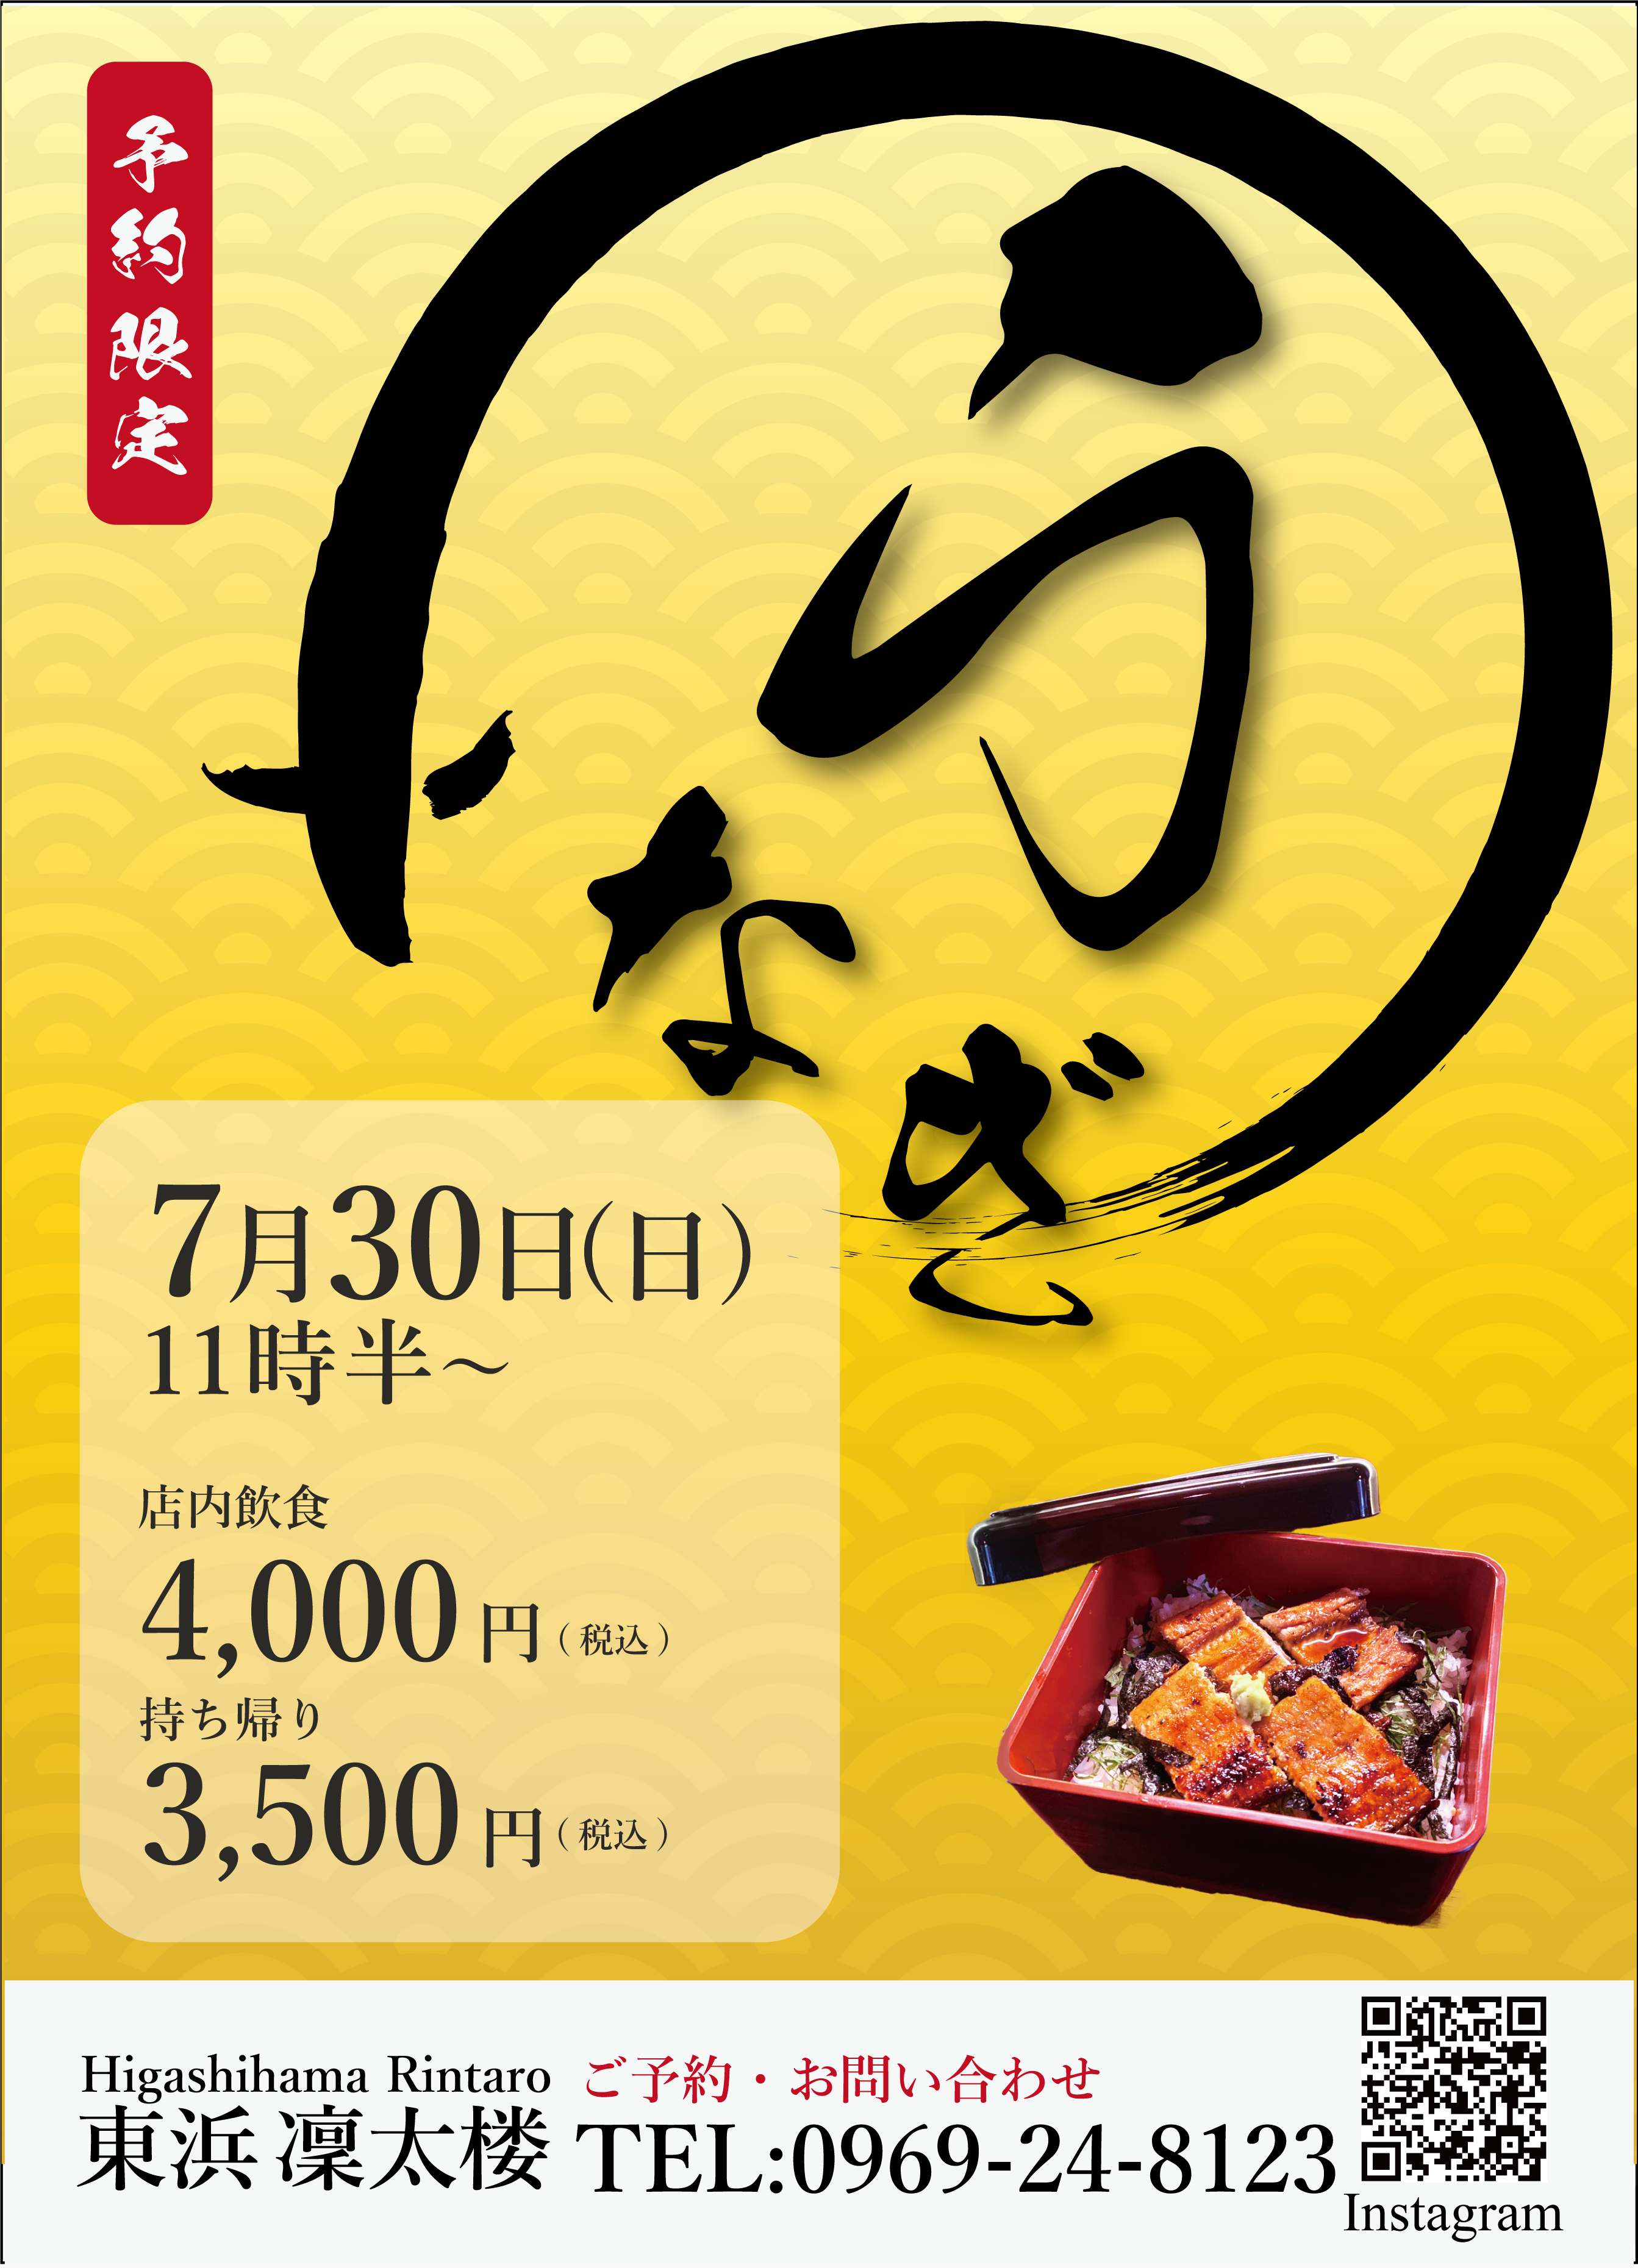 予約限定
うなぎ
7月30日(日)
11時半～
店内飲食
4,000円（税込）
持ち帰り
3,500円（税込）
Higashihama Rintaro
東浜 凜太楼
ご予約・お問い合わせ
TEL:0969-24-8123
Instagram